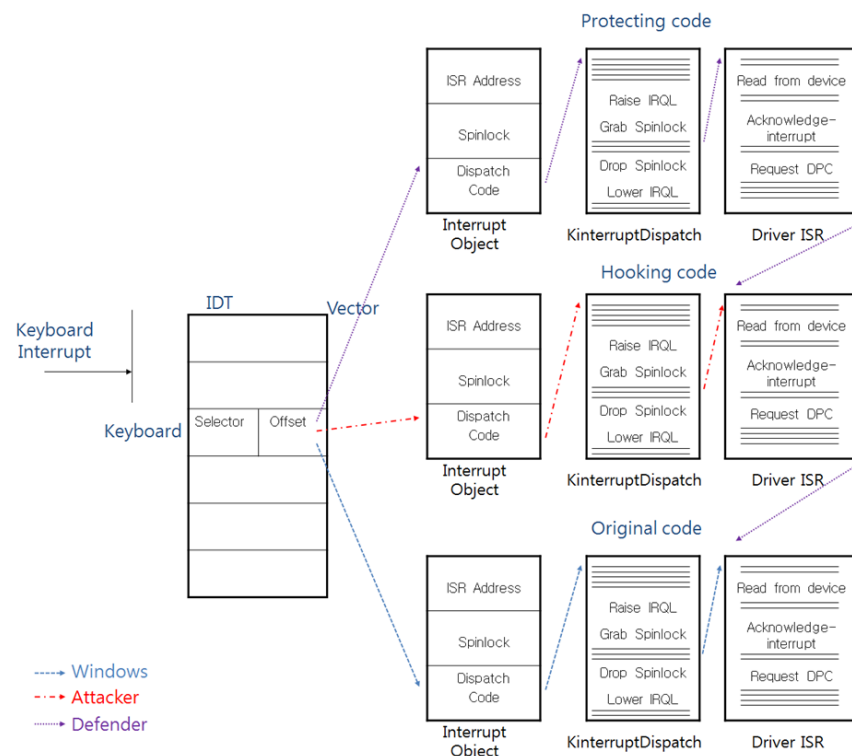 Protecting code
ISR Address
Spinlock
Dispatch
Code
Interrupt
Object
Raise IRQL
Grab Spinlock
Drop Spinlock
Lower IRQL
KinterruptDispatch
Read from device
Acknowledge-
interrupt
Request DPC
Driver ISR
Hooking code
IDT
Vector
Keyboard
Interrupt
Keyboard
Selector
Offset
ISR Address
Spinlock
Dispatch
Code
Interrupt
Object
Raise IRQL
Grab Spinlock
Drop Spinlock
Lower IRQL
KinterruptDispatch
Read from device
Acknowledge-
interrupt
Request DPC
Driver ISR
Original code
ISR Address
Spinlock
Dispatch
Code
Interrupt
Object
Raise IRQL
Grab Spinlock
Drop Spinlock
Lower IRQL
KinterruptDispatch
Read from device
Acknowledge-
interrupt
Request DPC
Driver ISR
Windows
Attacker
Defender